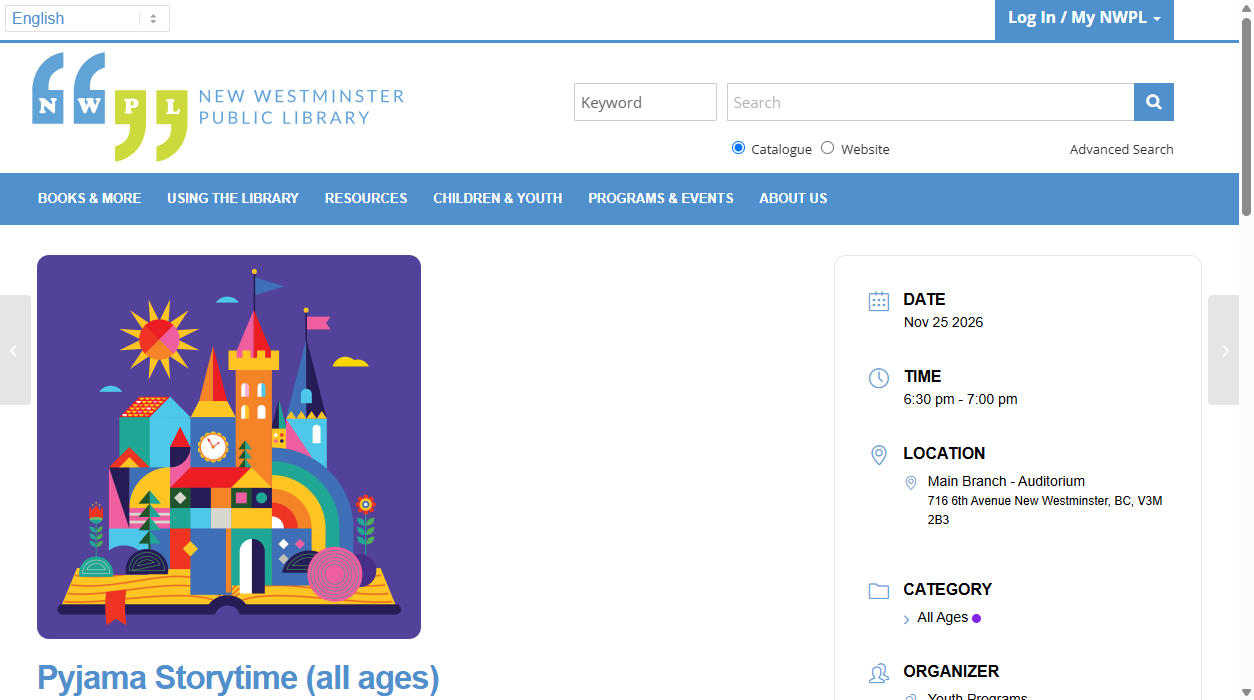 English
Log In / My NWPL
N W P L
NEW WESTMINSTER
PUBLIC LIBRARY
Keyword
Search
Catalogue
Website
Advanced Search
BOOKS & MORE
USING THE LIBRARY
RESOURCES
CHILDREN & YOUTH
PROGRAMS & EVENTS
ABOUT US
DATE
Nov 25 2026
TIME
6:30 pm - 7:00 pm
LOCATION
Main Branch - Auditorium
716 6th Avenue New Westminster, BC, V3M
2B3
CATEGORY
All Ages
ORGANIZER
Youth Programs
Pyjama Storytime (all ages)